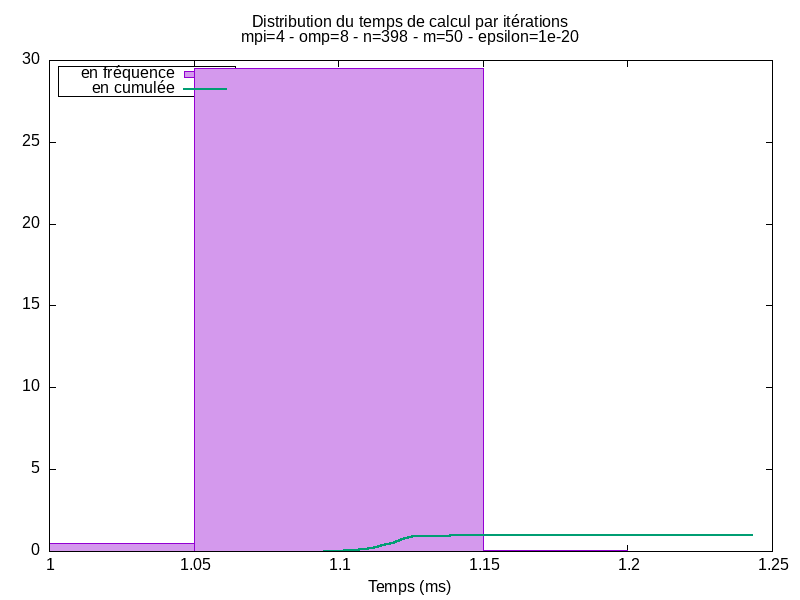 Distribution du temps de calcul par itérations
mpi=4 - omp=8 - n=398 - m=50 - epsilon=1e-20
30
en fréquence
en cumulée
25
20
15
10
5
0
1 1.05 1.1 1.15 1.2 1.25
Temps (ms)